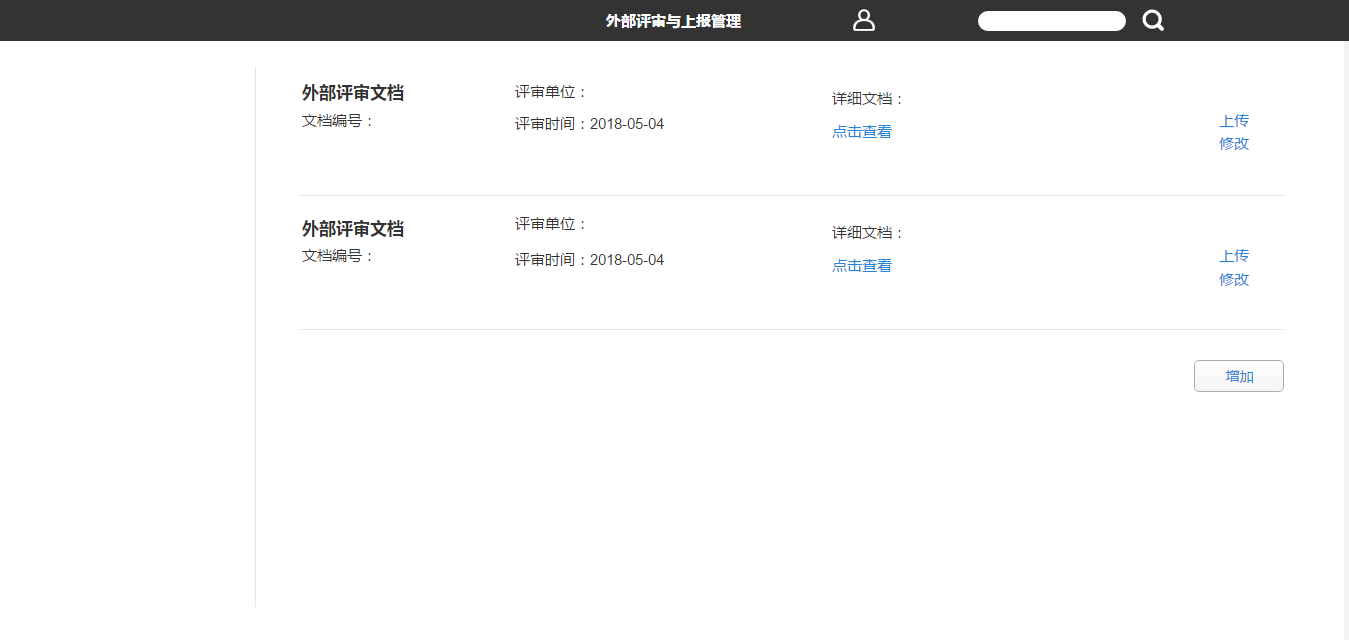 外部评审与上报管理
外部评审文档
文档编号：
评审单位：
评审时间：2018-05-04
详细文档：
点击查看
上传
修改
外部评审文档
文档编号：
评审单位：
评审时间：2018-05-04
详细文档：
点击查看
上传
修改
增加